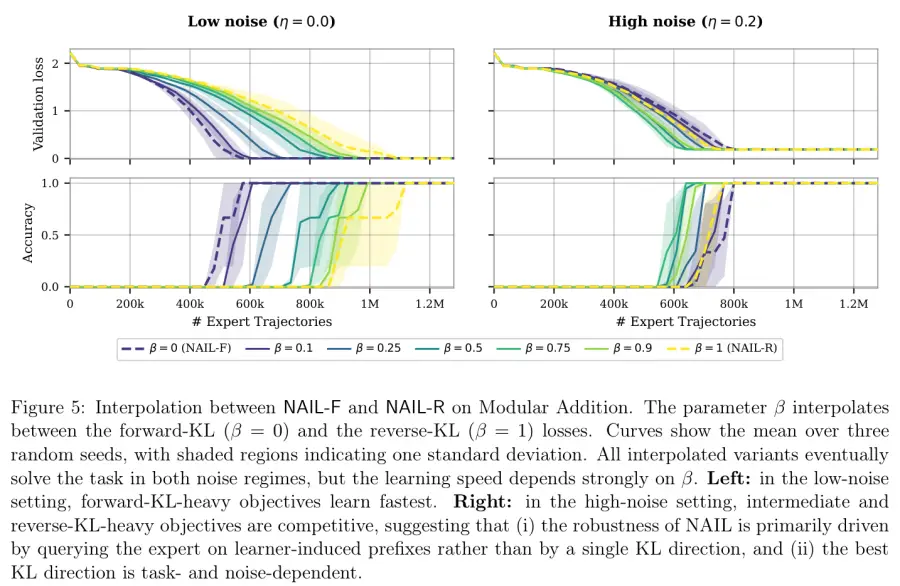 Low noise (η = 0.0)
High noise (η = 0.2)
Validation loss
2
1
0
Accuracy
1.0
0.5
0.0
0 200k 400k 600k 800k 1M 1.2M
0 200k 400k 600k 800k 1M 1.2M
# Expert Trajectories
# Expert Trajectories
β = 0 (NAIL-F) β = 0.1 β = 0.25 β = 0.5 β = 0.75 β = 0.9 β = 1 (NAIL-R)
Figure 5: Interpolation between NAIL-F and NAIL-R on Modular Addition. The parameter β interpolates
between the forward-KL (β = 0) and the reverse-KL (β = 1) losses. Curves show the mean over three
random seeds, with shaded regions indicating one standard deviation. All interpolated variants eventually
solve the task in both noise regimes, but the learning speed depends strongly on β. Left: in the low-noise
setting, forward-KL-heavy objectives learn fastest. Right: in the high-noise setting, intermediate and
reverse-KL-heavy objectives are competitive, suggesting that (i) the robustness of NAIL is primarily driven
by querying the expert on learner-induced prefixes rather than by a single KL direction, and (ii) the best
KL direction is task- and noise-dependent.